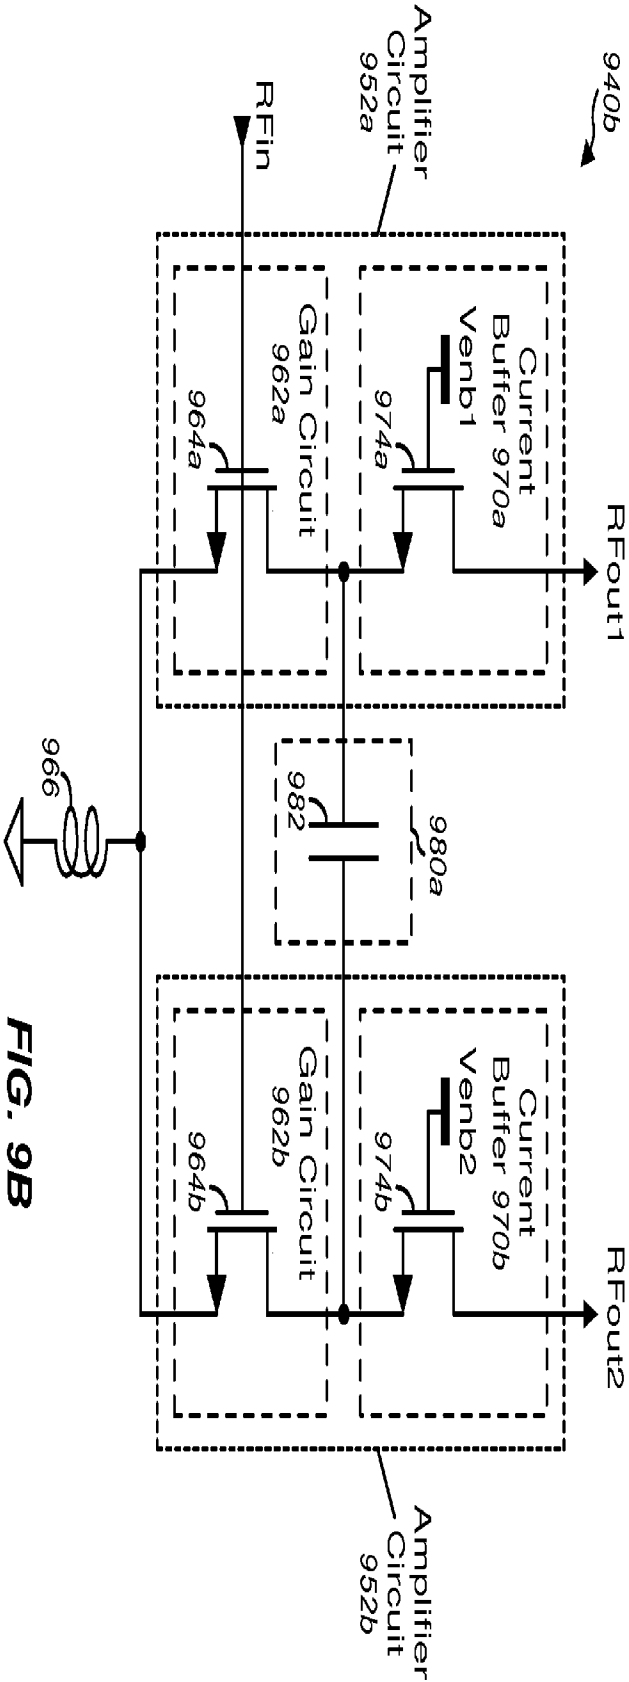 940b
RFout1
RFout2
Amplifier
Circuit
952a
Current
Buffer 970a
Venb1
974a
Current
Buffer 970b
Venb2
974b
Amplifier
Circuit
952b
980a
982
Gain Circuit
962a
964a
Gain Circuit
962b
964b
RFin
966
FIG. 9B